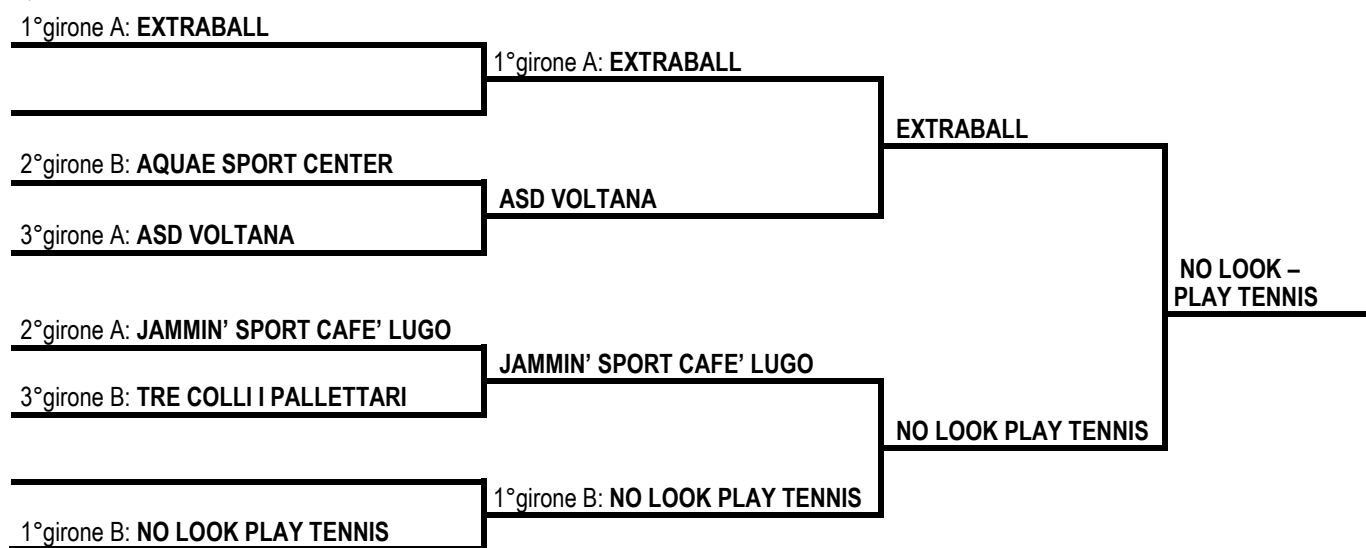 1°girone A: EXTRABALL
1°girone A: EXTRABALL
EXTRABALL
2°girone B: AQUAE SPORT CENTER
ASD VOLTANA
3°girone A: ASD VOLTANA
NO LOOK –
PLAY TENNIS
2°girone A: JAMMIN’ SPORT CAFE’ LUGO
JAMMIN’ SPORT CAFE’ LUGO
3°girone B: TRE COLLI I PALLETTARI
NO LOOK PLAY TENNIS
1°girone B: NO LOOK PLAY TENNIS
1°girone B: NO LOOK PLAY TENNIS